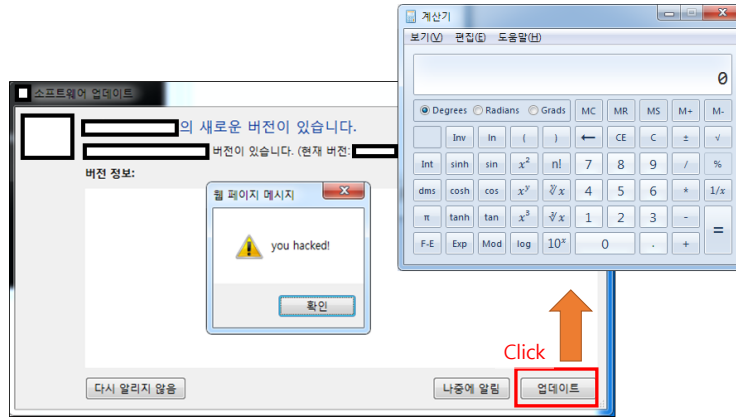 계산기
보기(V) 편집(E) 도움말(H)
0
Degrees Radians Grads MC MR MS M+ M-
Inv ln ( ) ← CE C ± √
Int sinh sin x² n! 7 8 9 / %
dms cosh cos xʸ ʸ√x 4 5 6 * 1/x
π tanh tan x³ ³√x 1 2 3 - =
F-E Exp Mod log 10ˣ 0 . +
소프트웨어 업데이트
의 새로운 버전이 있습니다.
버전이 있습니다. (현재 버전:
버전 정보:
웹 페이지 메시지
you hacked!
확인
Click
다시 알리지 않음 나중에 알림 업데이트